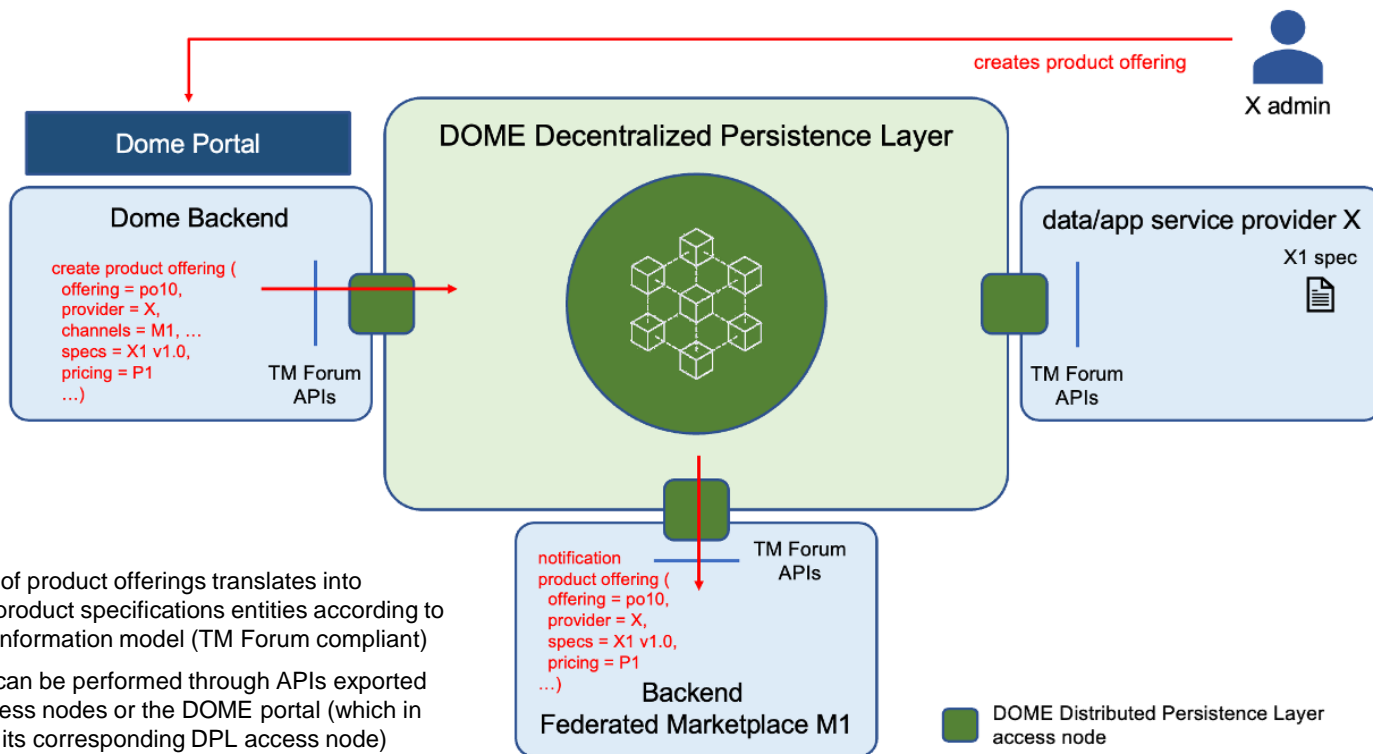 creates product offering
X admin
Dome Portal
DOME Decentralized Persistence Layer
Dome Backend
create product offering (
offering = po10,
provider = X,
channels = M1, …
specs = X1 v1.0,
pricing = P1
…)
TM Forum
APIs
data/app service provider X
X1 spec
TM Forum
APIs
notification
product offering (
offering = po10,
provider = X,
specs = X1 v1.0,
pricing = P1
…)
TM Forum
APIs
Backend
Federated Marketplace M1
of product offerings translates into
product specifications entities according to
nformation model (TM Forum compliant)
can be performed through APIs exported
ess nodes or the DOME portal (which in
its corresponding DPL access node)
DOME Distributed Persistence Layer
access node